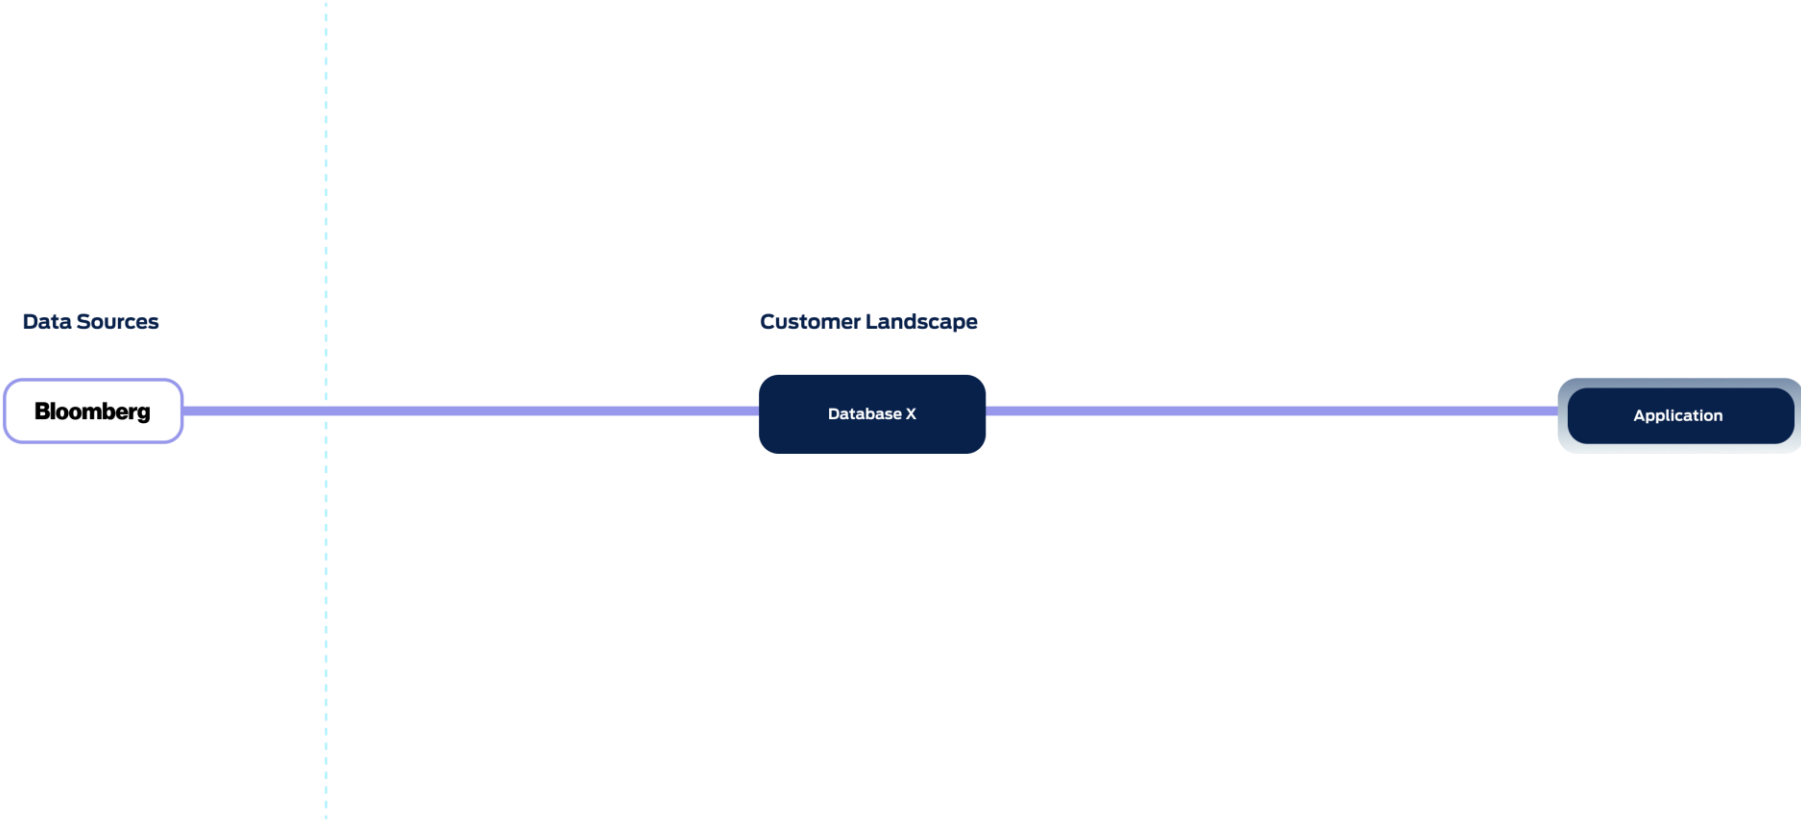 Data Sources
Customer Landscape
Bloomberg
Database X
Application